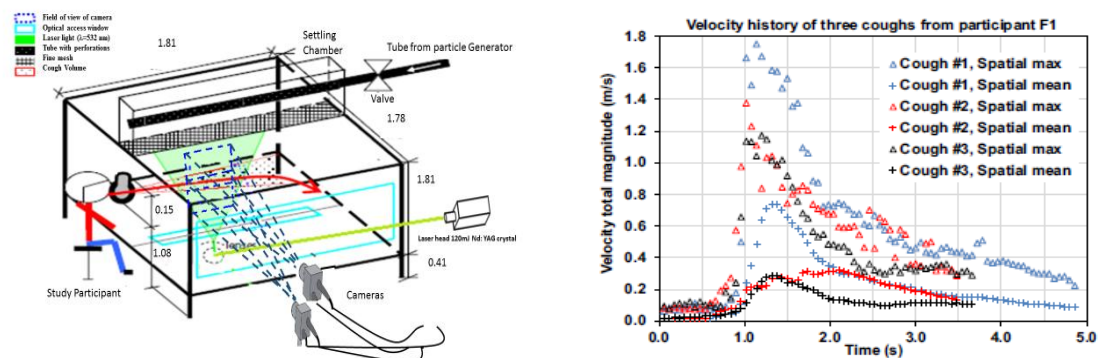 Field of view of camera
Optical access window
Laser light (λ=532 nm)
Tube with perforations
Fine mesh
Cough Volume
1.81
Settling
Chamber
Tube from particle Generator
Valve
1.78
1.81
0.15
1.08
Laser head 120mJ Nd: YAG crystal
0.41
Study Participant
Cameras
Velocity history of three coughs from participant F1
Velocity total magnitude (m/s)
1.8
1.6
1.4
1.2
1.0
0.8
0.6
0.4
0.2
0.0
Cough #1, Spatial max
Cough #1, Spatial mean
Cough #2, Spatial max
Cough #2, Spatial mean
Cough #3, Spatial max
Cough #3, Spatial mean
0.0 1.0 2.0 3.0 4.0 5.0
Time (s)